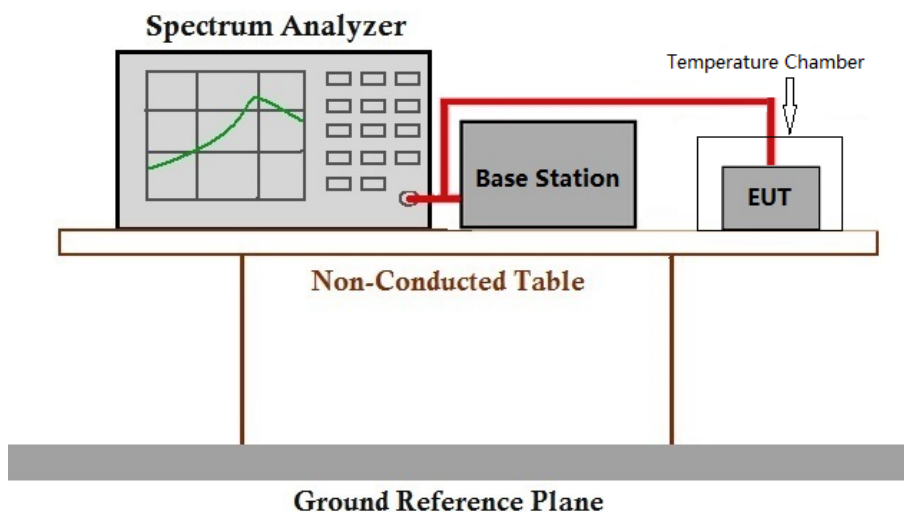 Spectrum Analyzer
Temperature Chamber
Base Station
EUT
Non-Conducted Table
Ground Reference Plane